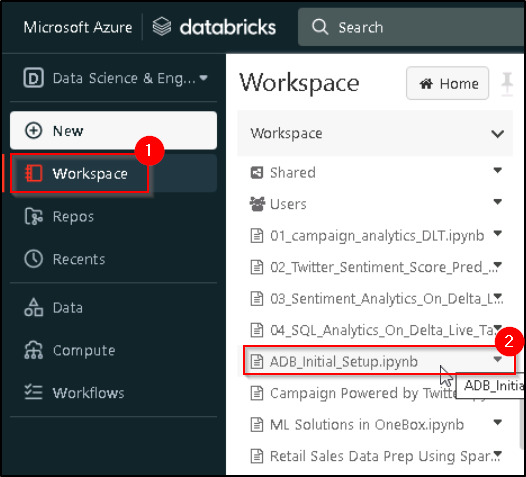 Microsoft Azure databricks Search
Data Science & Eng...
New
Workspace
1
Repos
Recents
Data
Compute
Workflows
Workspace Home
Workspace
Shared
Users
01_campaign_analytics_DLT.ipynb
02_Twitter_Sentiment_Score_Pred_...
03_Sentiment_Analytics_On_Delta_L...
04_SQL_Analytics_On_Delta_Live_Ta...
2
ADB_Initial_Setup.ipynb
ADB_Initia
Campaign Powered by Twitte
ML Solutions in OneBox.ipynb
Retail Sales Data Prep Using Spar...